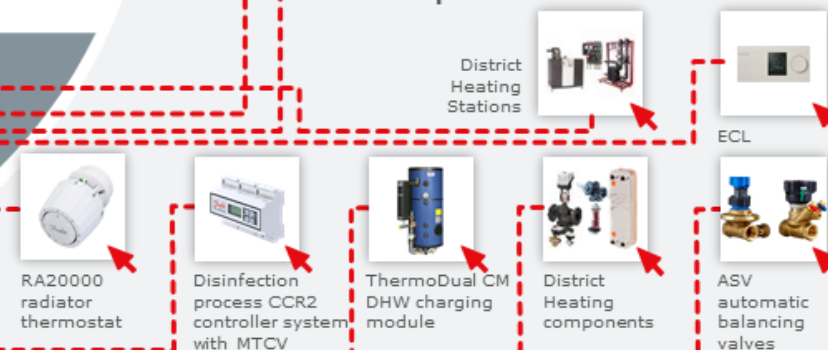 District
Heating
Stations
ECL
RA20000
radiator
thermostat
Disinfection
process CCR2
controller system
with MTCV
ThermoDual CM
DHW charging
module
District
Heating
components
ASV
automatic
balancing
valves